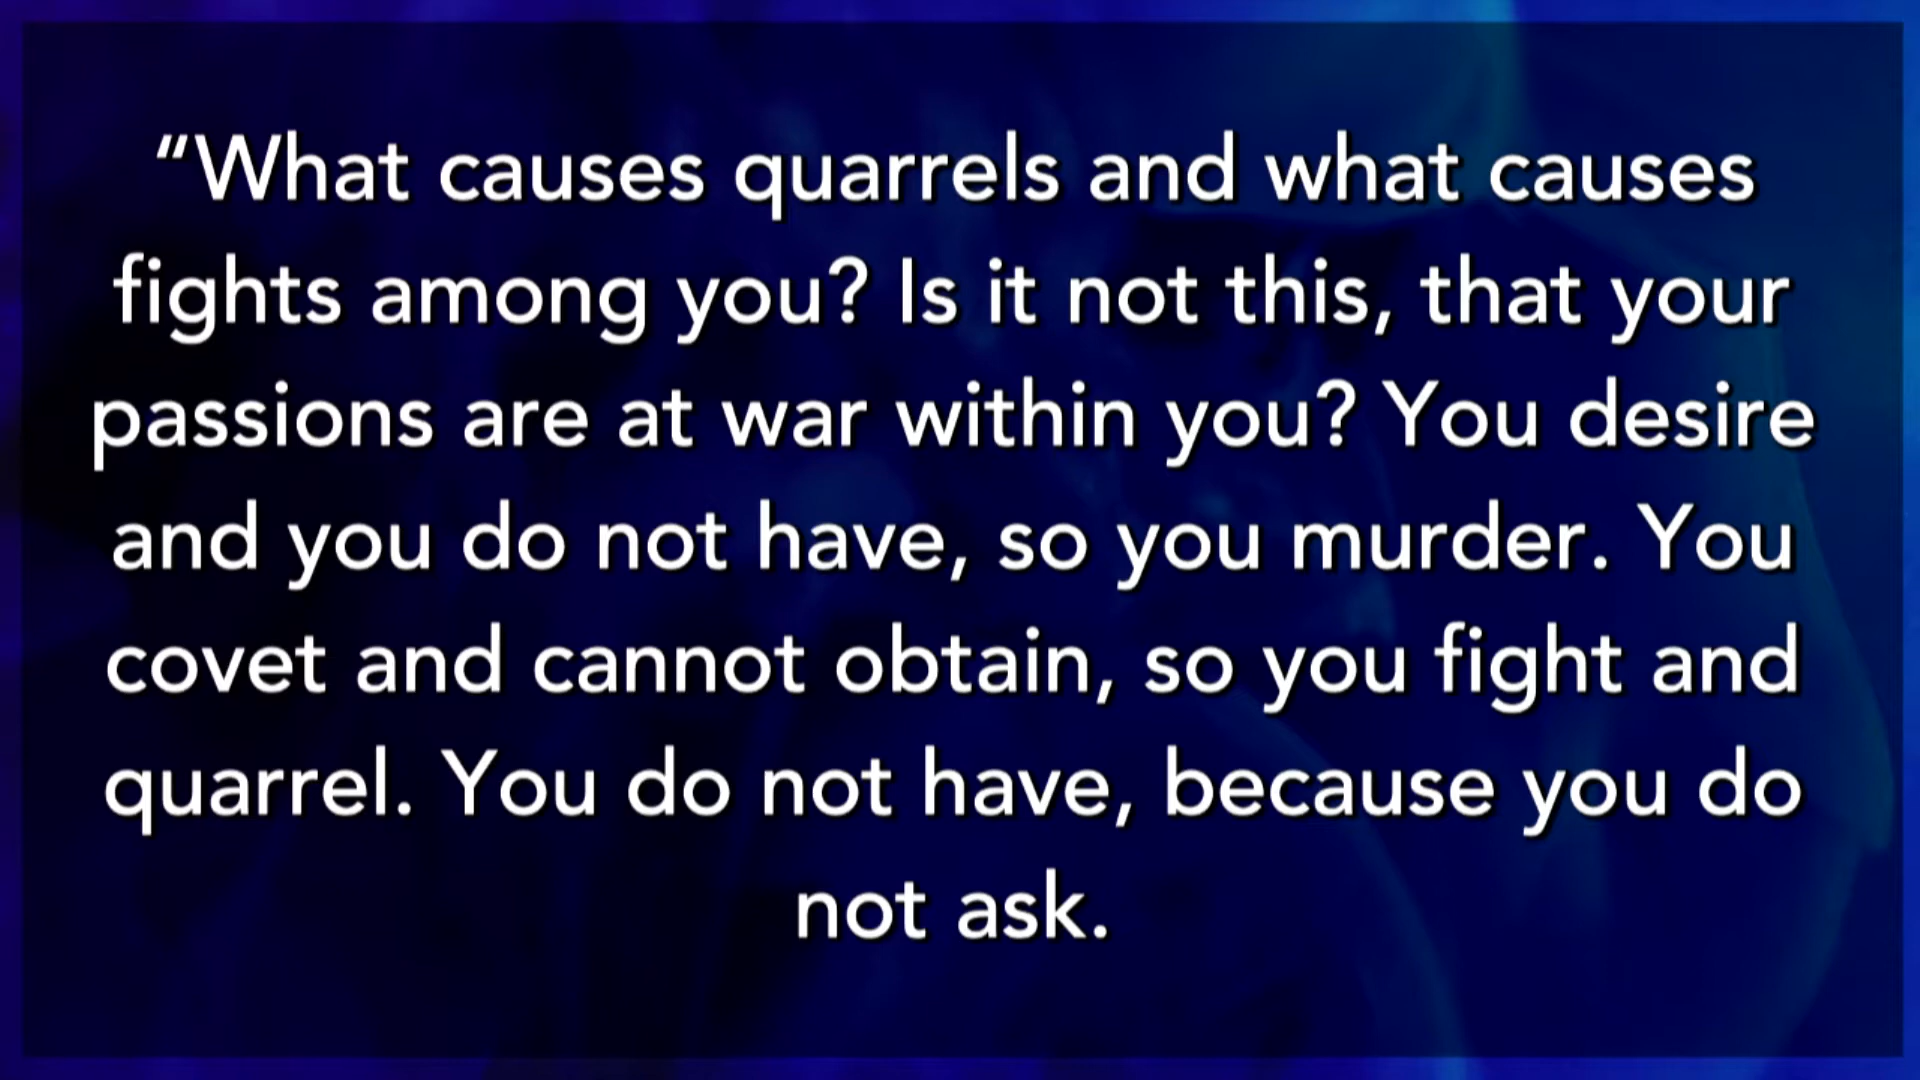 “What causes quarrels and what causes
fights among you? Is it not this, that your
passions are at war within you? You desire
and you do not have, so you murder. You
covet and cannot obtain, so you fight and
quarrel. You do not have, because you do
not ask.